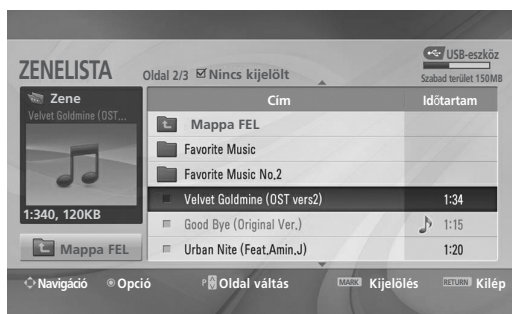 ZENELISTA
Oldal 2/3 Nincs kijelölt
USB-eszköz
Szabad terület 150MB
Zene
Velvet Goldmine (OST...
1:340, 120KB
Mappa FEL
Cím Időtartam
Mappa FEL
Favorite Music
Favorite Music No.2
Velvet Goldmine (OST vers2) 1:34
Good Bye (Original Ver.) 1:15
Urban Nite (Feat.Amin.J) 1:20
Navigáció Opció P Oldal váltás MARK Kijelölés RETURN Kilép